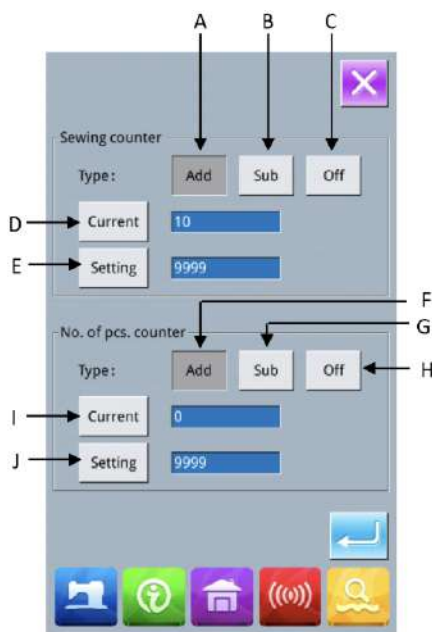 A B C
Sewing counter
Type: Add Sub Off
D Current 10
E Setting 9999
F
No. of pcs. counter
G
Type: Add Sub Off
H
I Current 0
J Setting 9999